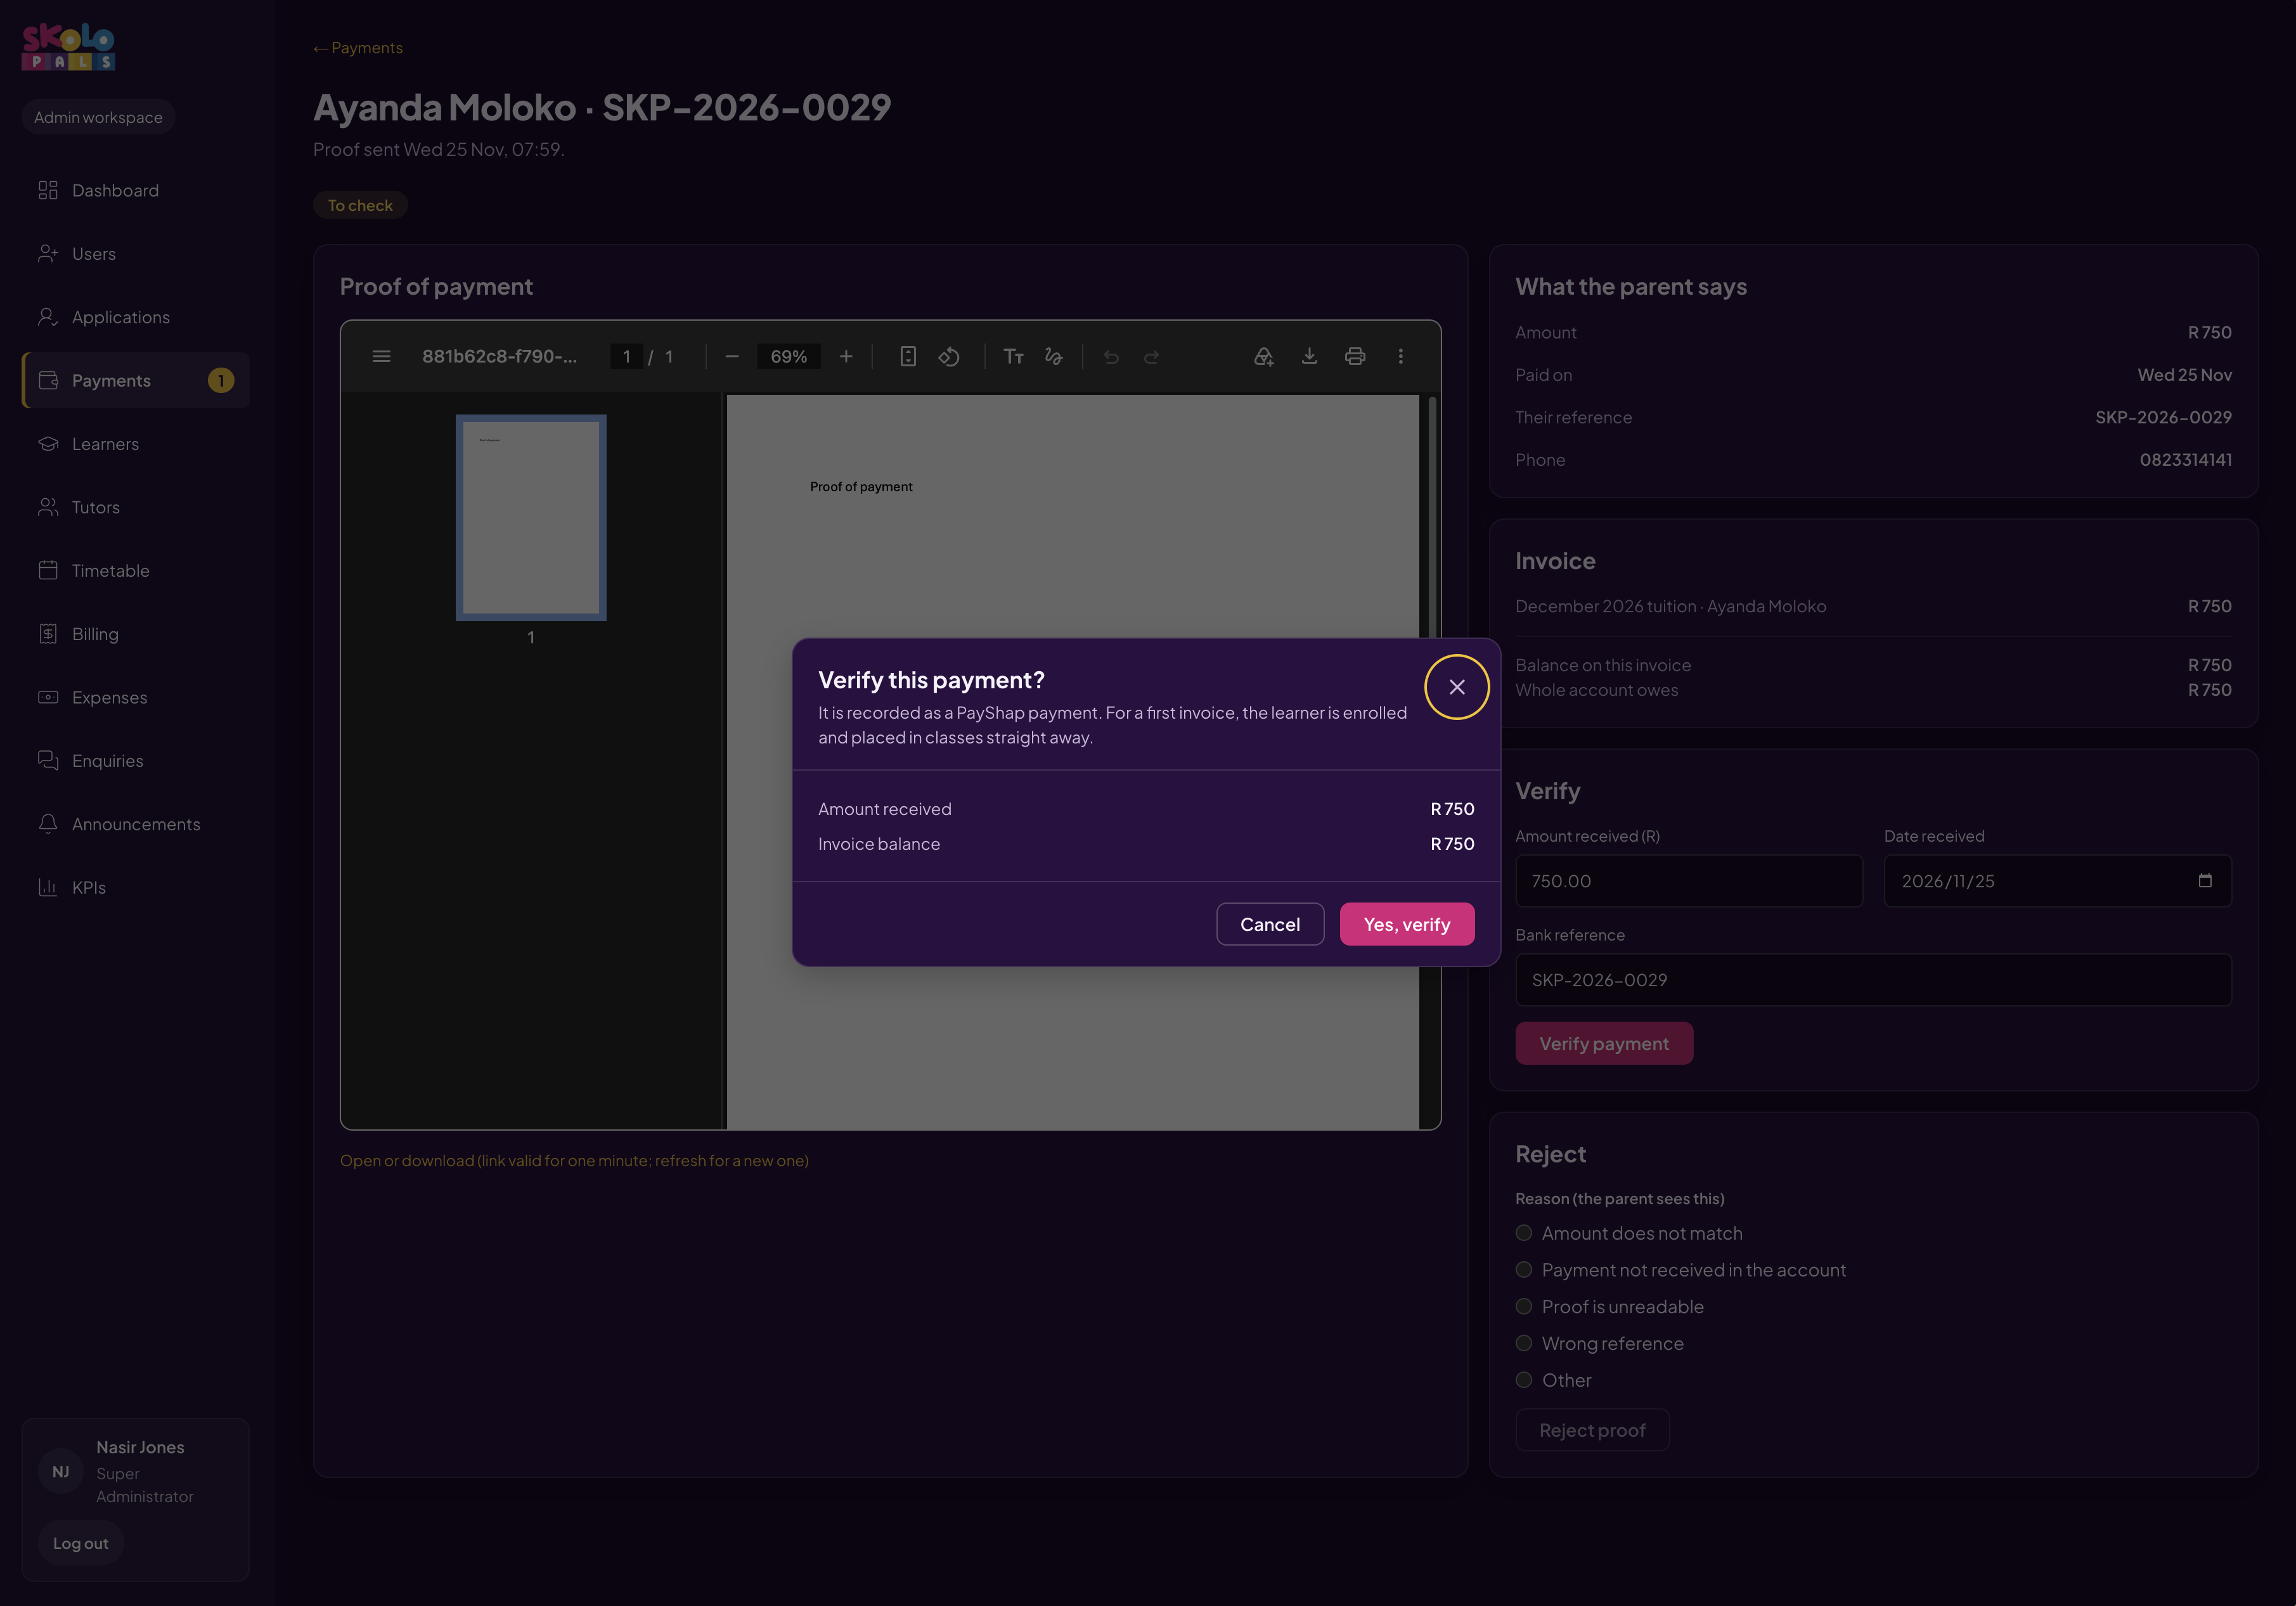 SKOLO
PALS
Admin workspace
Dashboard
Users
Applications
Payments 1
Learners
Tutors
Timetable
Billing
Expenses
Enquiries
Announcements
KPIs
NJ
Nasir Jones
Super
Administrator
Log out
← Payments
Ayanda Moloko · SKP-2026-0029
Proof sent Wed 25 Nov, 07:59.
To check
Proof of payment
881b62c8-f790-... 1 / 1 69%
1
Proof of payment
Open or download (link valid for one minute; refresh for a new one)
Verify this payment?
It is recorded as a PayShap payment. For a first invoice, the learner is enrolled
and placed in classes straight away.
Amount received R 750
Invoice balance R 750
Cancel Yes, verify
What the parent says
Amount R 750
Paid on Wed 25 Nov
Their reference SKP-2026-0029
Phone 0823314141
Invoice
December 2026 tuition · Ayanda Moloko R 750
Balance on this invoice R 750
Whole account owes R 750
Verify
Amount received (R) Date received
750.00 2026/11/25
Bank reference
SKP-2026-0029
Verify payment
Reject
Reason (the parent sees this)
Amount does not match
Payment not received in the account
Proof is unreadable
Wrong reference
Other
Reject proof